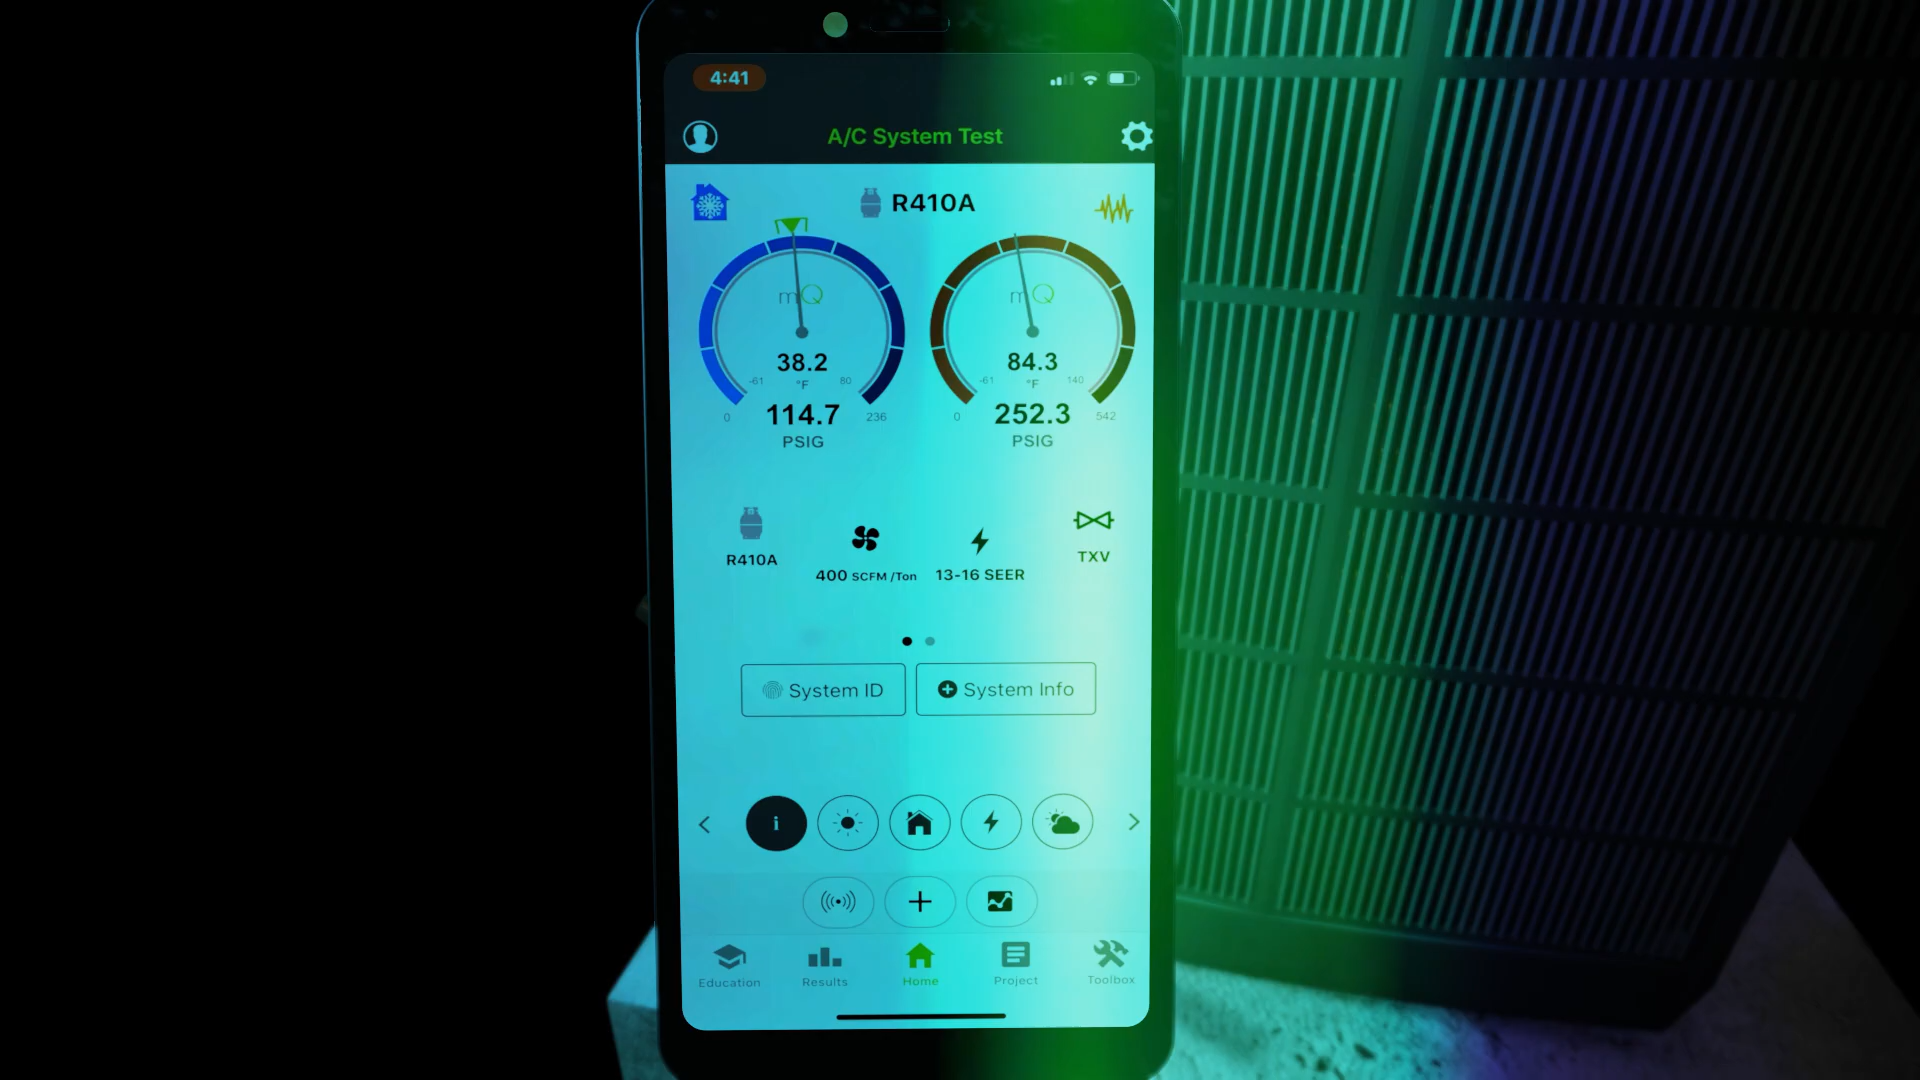 4:41
A/C System Test
R410A
mQ
mQ
38.2
84.3
-61 °F 80
-61 °F 140
0 114.7 236
0 252.3 542
PSIG
PSIG
R410A
400 SCFM /Ton
13-16 SEER
TXV
System ID
System Info
i
Education
Results
Home
Project
Toolbox